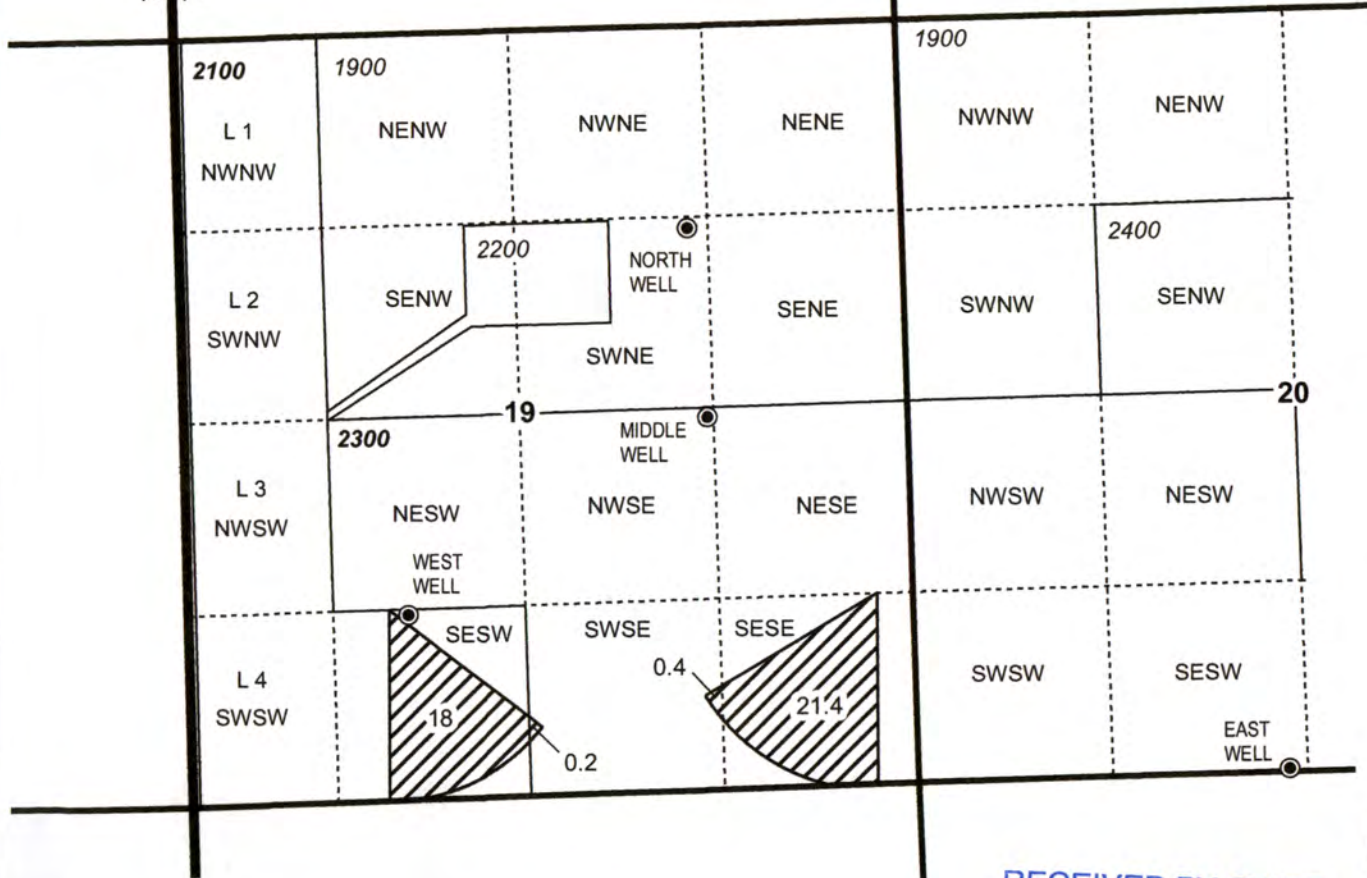 1900
2100
1900
L 1
NWNW
NENW
NWNE
NENE
NWNW
NENW
2200
2400
NORTH
WELL
L 2
SWNW
SENW
SENE
SWNW
SENW
SWNE
19
20
2300
MIDDLE
WELL
L 3
NWSW
NESW
NWSE
NESE
NWSW
NESW
WEST
WELL
SESW
SWSE
SESE
0.4
L 4
SWSW
18
21.4
SWSW
SESW
0.2
EAST
WELL